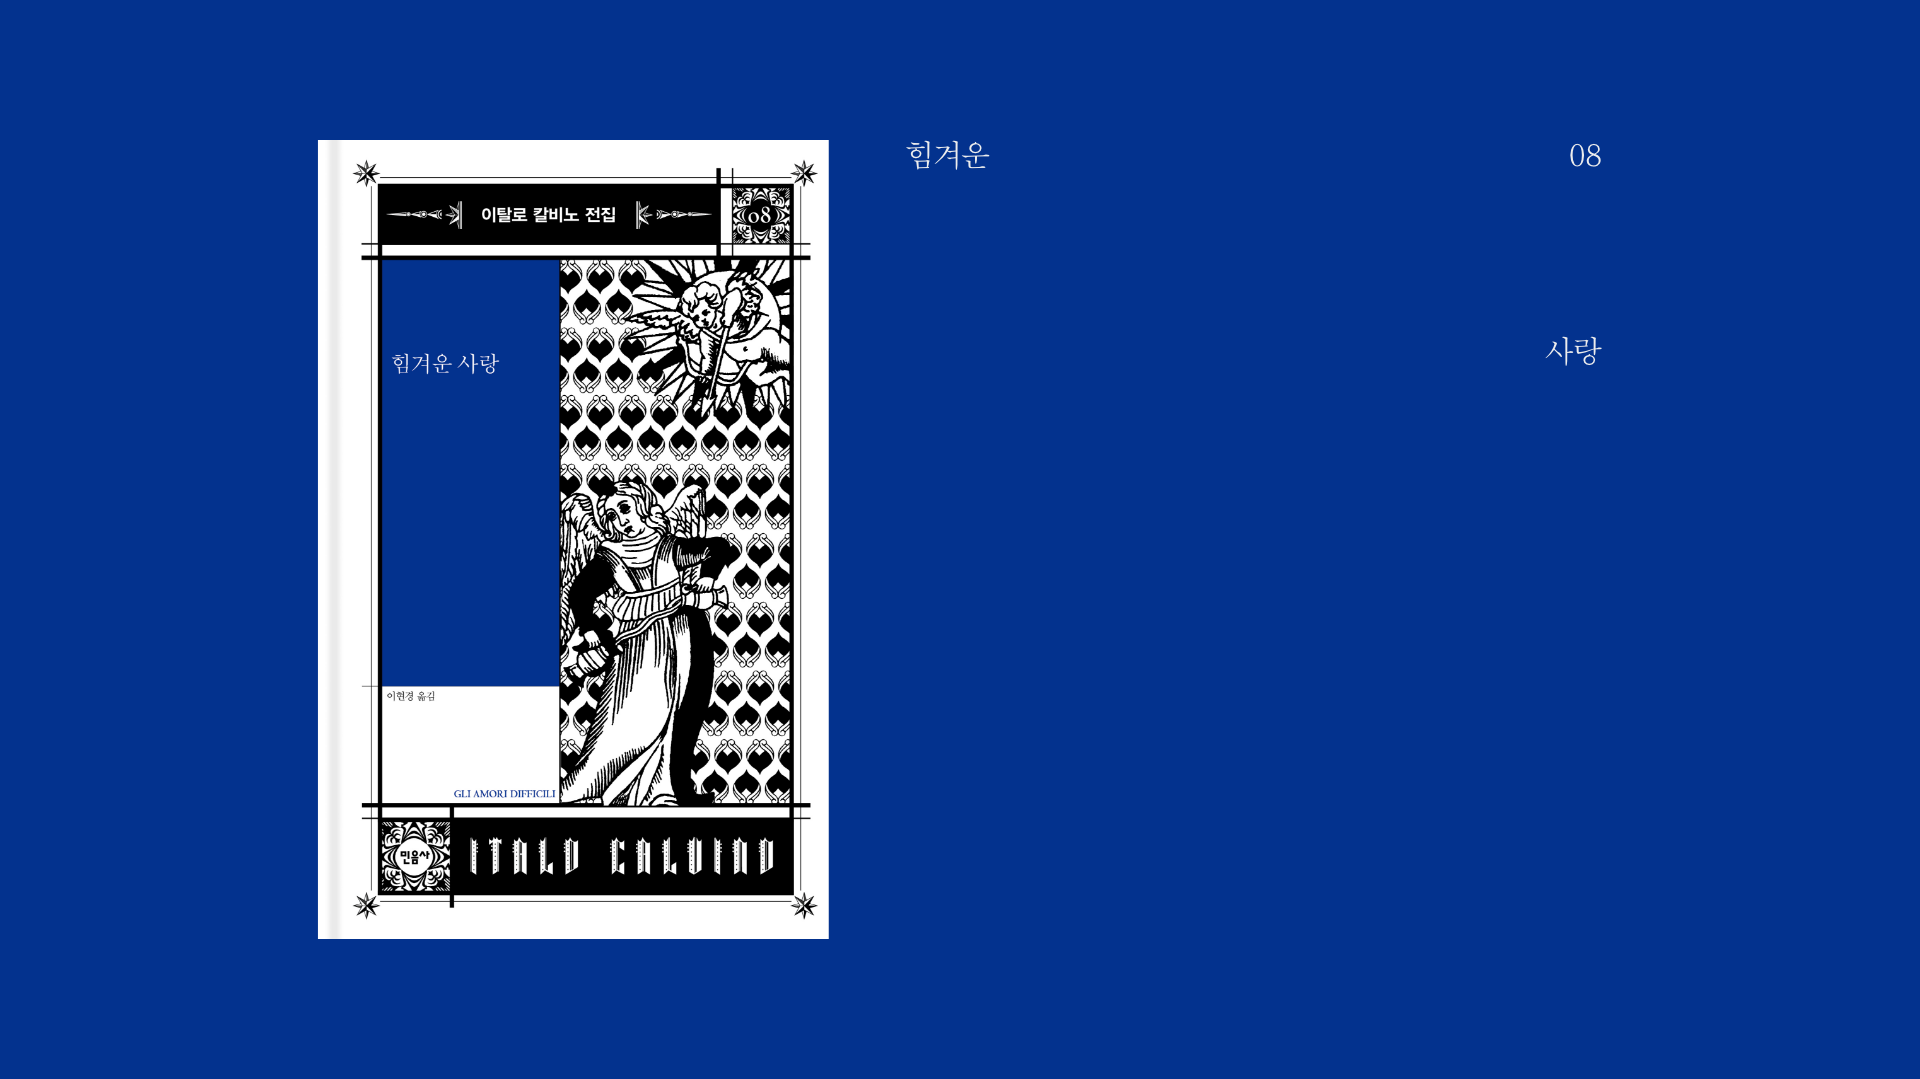 이탈로 칼비노 전집
08
힘겨운 사랑
이현경 옮김
GLI AMORI DIFFICILI
민음사
ITALO CALVINO
힘겨운
08
사랑